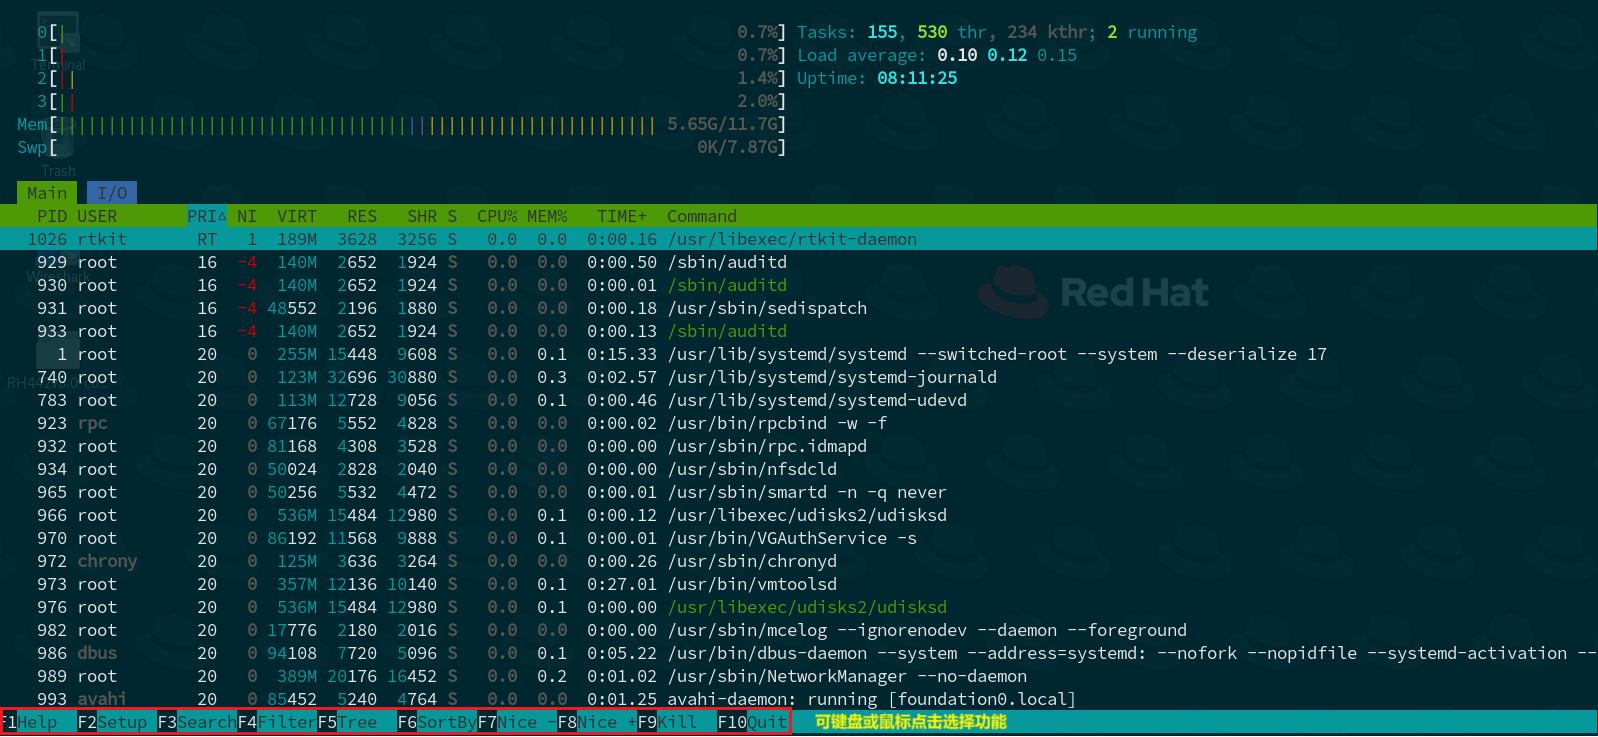 0[| 0.7%] Tasks: 155, 530 thr, 234 kthr; 2 running
1[| 0.7%] Load average: 0.10 0.12 0.15
2[|| 1.4%] Uptime: 08:11:25
3[|| 2.0%]
Mem[|||||||||||||||||||||||||||||||||||||||||||||||||||||||||||| 5.65G/11.7G]
Swp[ 0K/7.87G]
Terminal
Trash
Main I/O
PID USER PRI△ NI VIRT RES SHR S CPU% MEM% TIME+ Command
1026 rtkit RT 1 189M 3628 3256 S 0.0 0.0 0:00.16 /usr/libexec/rtkit-daemon
929 root 16 -4 140M 2652 1924 S 0.0 0.0 0:00.50 /sbin/auditd
Wireshark
930 root 16 -4 140M 2652 1924 S 0.0 0.0 0:00.01 /sbin/auditd
Red Hat
931 root 16 -4 48552 2196 1880 S 0.0 0.0 0:00.18 /usr/sbin/sedispatch
933 root 16 -4 140M 2652 1924 S 0.0 0.0 0:00.13 /sbin/auditd
1 root 20 0 255M 15448 9608 S 0.0 0.1 0:15.33 /usr/lib/systemd/systemd --switched-root --system --deserialize 17
740 root 20 0 123M 32696 30880 S 0.0 0.3 0:02.57 /usr/lib/systemd/systemd-journald
783 root 20 0 113M 12728 9056 S 0.0 0.1 0:00.46 /usr/lib/systemd/systemd-udevd
923 rpc 20 0 67176 5552 4828 S 0.0 0.0 0:00.02 /usr/bin/rpcbind -w -f
932 root 20 0 81168 4308 3528 S 0.0 0.0 0:00.00 /usr/sbin/rpc.idmapd
934 root 20 0 50024 2828 2040 S 0.0 0.0 0:00.00 /usr/sbin/nfsdcld
965 root 20 0 50256 5532 4472 S 0.0 0.0 0:00.01 /usr/sbin/smartd -n -q never
966 root 20 0 536M 15484 12980 S 0.0 0.1 0:00.12 /usr/libexec/udisks2/udisksd
970 root 20 0 86192 11568 9888 S 0.0 0.1 0:00.01 /usr/bin/VGAuthService -s
972 chrony 20 0 125M 3636 3264 S 0.0 0.0 0:00.26 /usr/sbin/chronyd
973 root 20 0 357M 12136 10140 S 0.0 0.1 0:27.01 /usr/bin/vmtoolsd
976 root 20 0 536M 15484 12980 S 0.0 0.1 0:00.00 /usr/libexec/udisks2/udisksd
982 root 20 0 17776 2180 2016 S 0.0 0.0 0:00.00 /usr/sbin/mcelog --ignorenodev --daemon --foreground
986 dbus 20 0 94108 7720 5096 S 0.0 0.1 0:05.22 /usr/bin/dbus-daemon --system --address=systemd: --nofork --nopidfile --systemd-activation --
989 root 20 0 389M 20176 16452 S 0.0 0.2 0:01.02 /usr/sbin/NetworkManager --no-daemon
993 avahi 20 0 85452 5240 4764 S 0.0 0.0 0:01.25 avahi-daemon: running [foundation0.local]
F1Help F2Setup F3SearchF4FilterF5Tree F6SortByF7Nice -F8Nice +F9Kill F10Quit 可键盘或鼠标点击选择功能